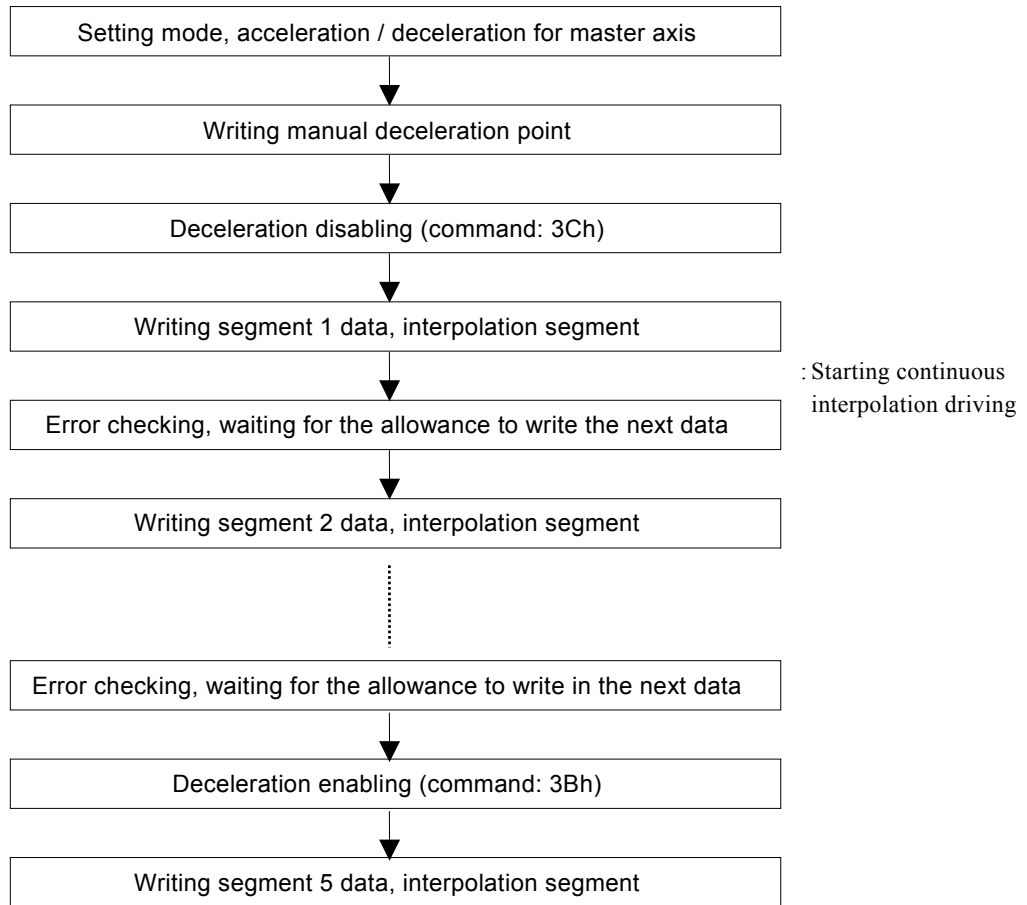 Setting mode, acceleration / deceleration for master axis
Writing manual deceleration point
Deceleration disabling (command: 3Ch)
Writing segment 1 data, interpolation segment
: Starting continuous
interpolation driving
Error checking, waiting for the allowance to write the next data
Writing segment 2 data, interpolation segment
Error checking, waiting for the allowance to write in the next data
Deceleration enabling (command: 3Bh)
Writing segment 5 data, interpolation segment